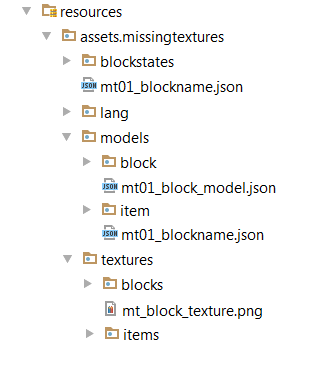 resources
assets.missingtextures
blockstates
mt01_blockname.json
lang
models
block
mt01_block_model.json
item
mt01_blockname.json
textures
blocks
mt_block_texture.png
items